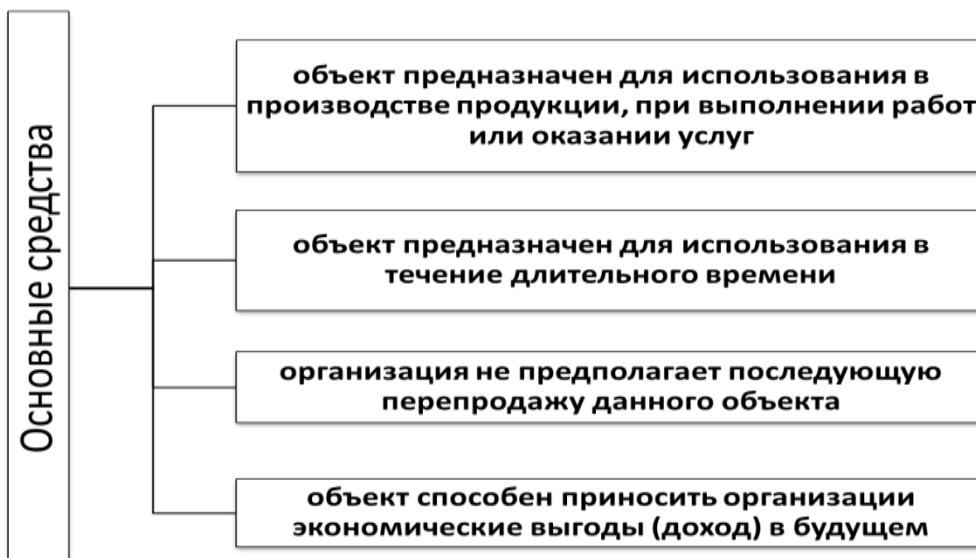 Основные средства
объект предназначен для использования в
производстве продукции, при выполнении работ
или оказании услуг
объект предназначен для использования в
течение длительного времени
организация не предполагает последующую
перепродажу данного объекта
объект способен приносить организации
экономические выгоды (доход) в будущем